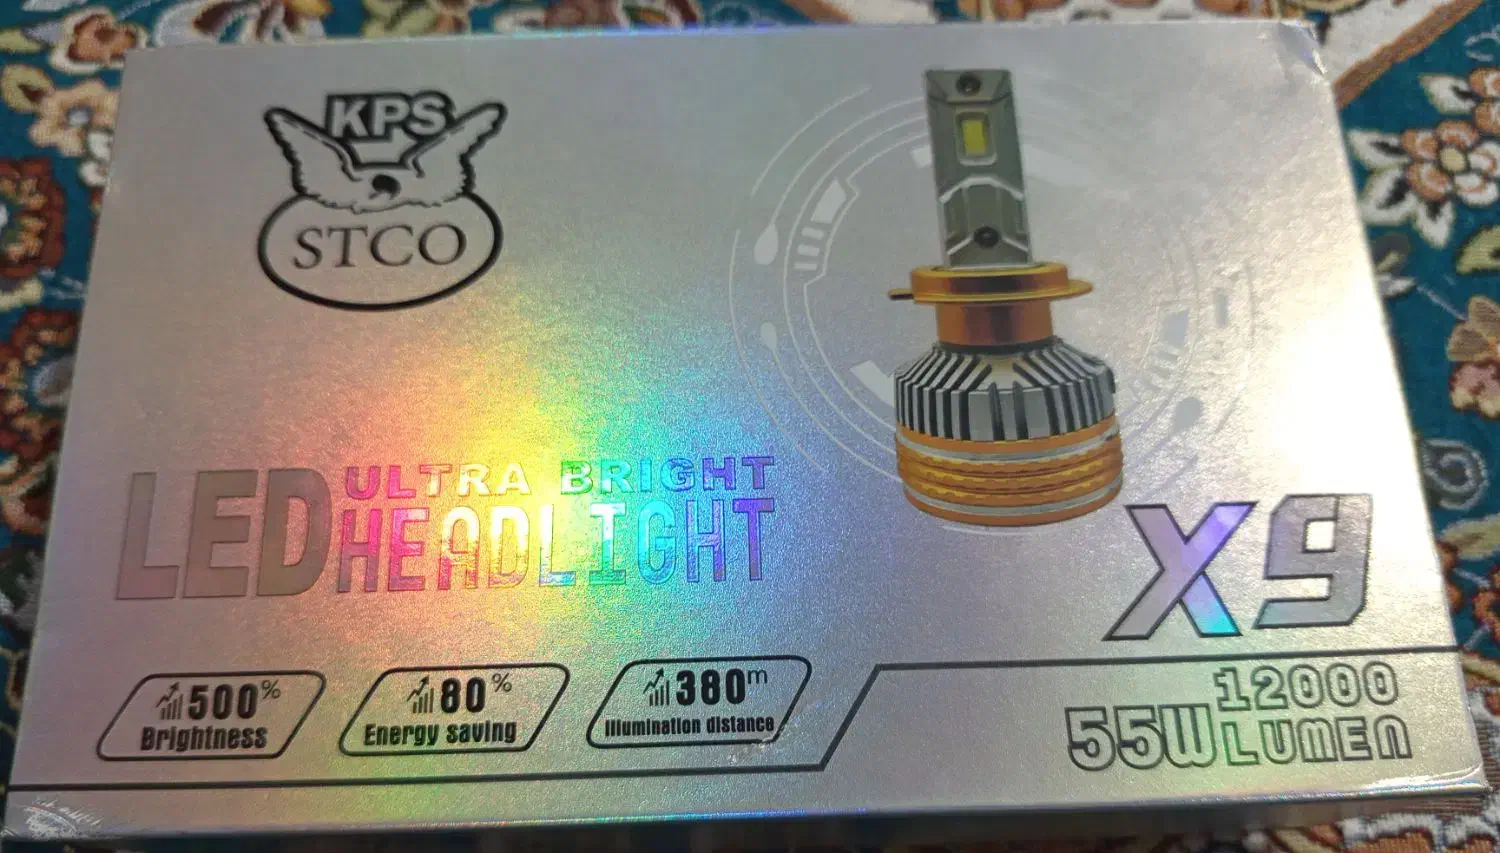 KPS
STCO
LED
ULTRA BRIGHT
HEADLIGHT
X9
500%
Brightness
80%
Energy saving
380m
Illumination distance
55W
12000
LUMEN